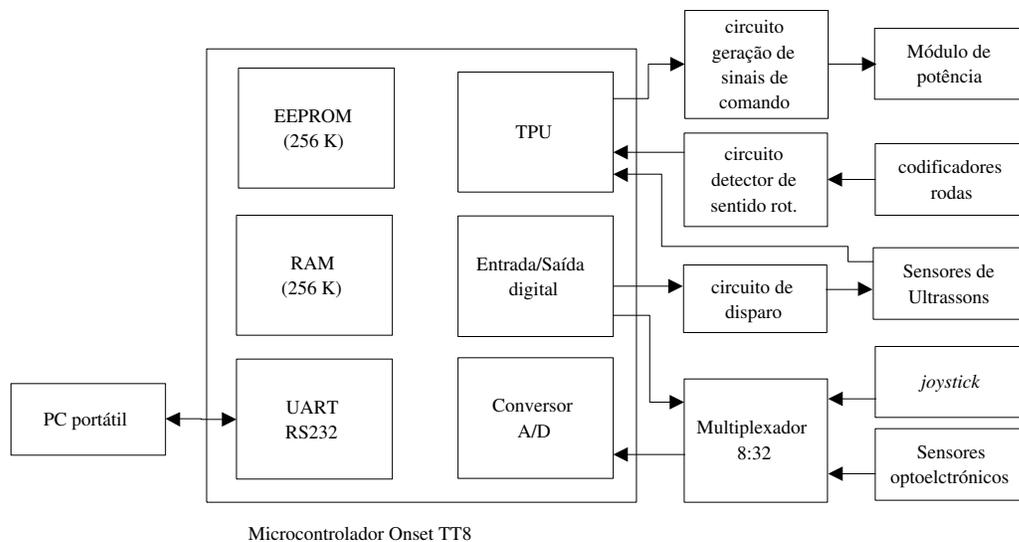 circuito
geração de
sinais de
comando
Módulo de
potência
EEPROM
(256 K)
TPU
circuito
detector de
sentido rot.
codificadores
rodas
RAM
(256 K)
Entrada/Saída
digital
circuito de
disparo
Sensores de
Ultrassons
joystick
PC portátil
UART
RS232
Conversor
A/D
Multiplexador
8:32
Sensores
optoelctrónicos
Microcontrolador Onset TT8